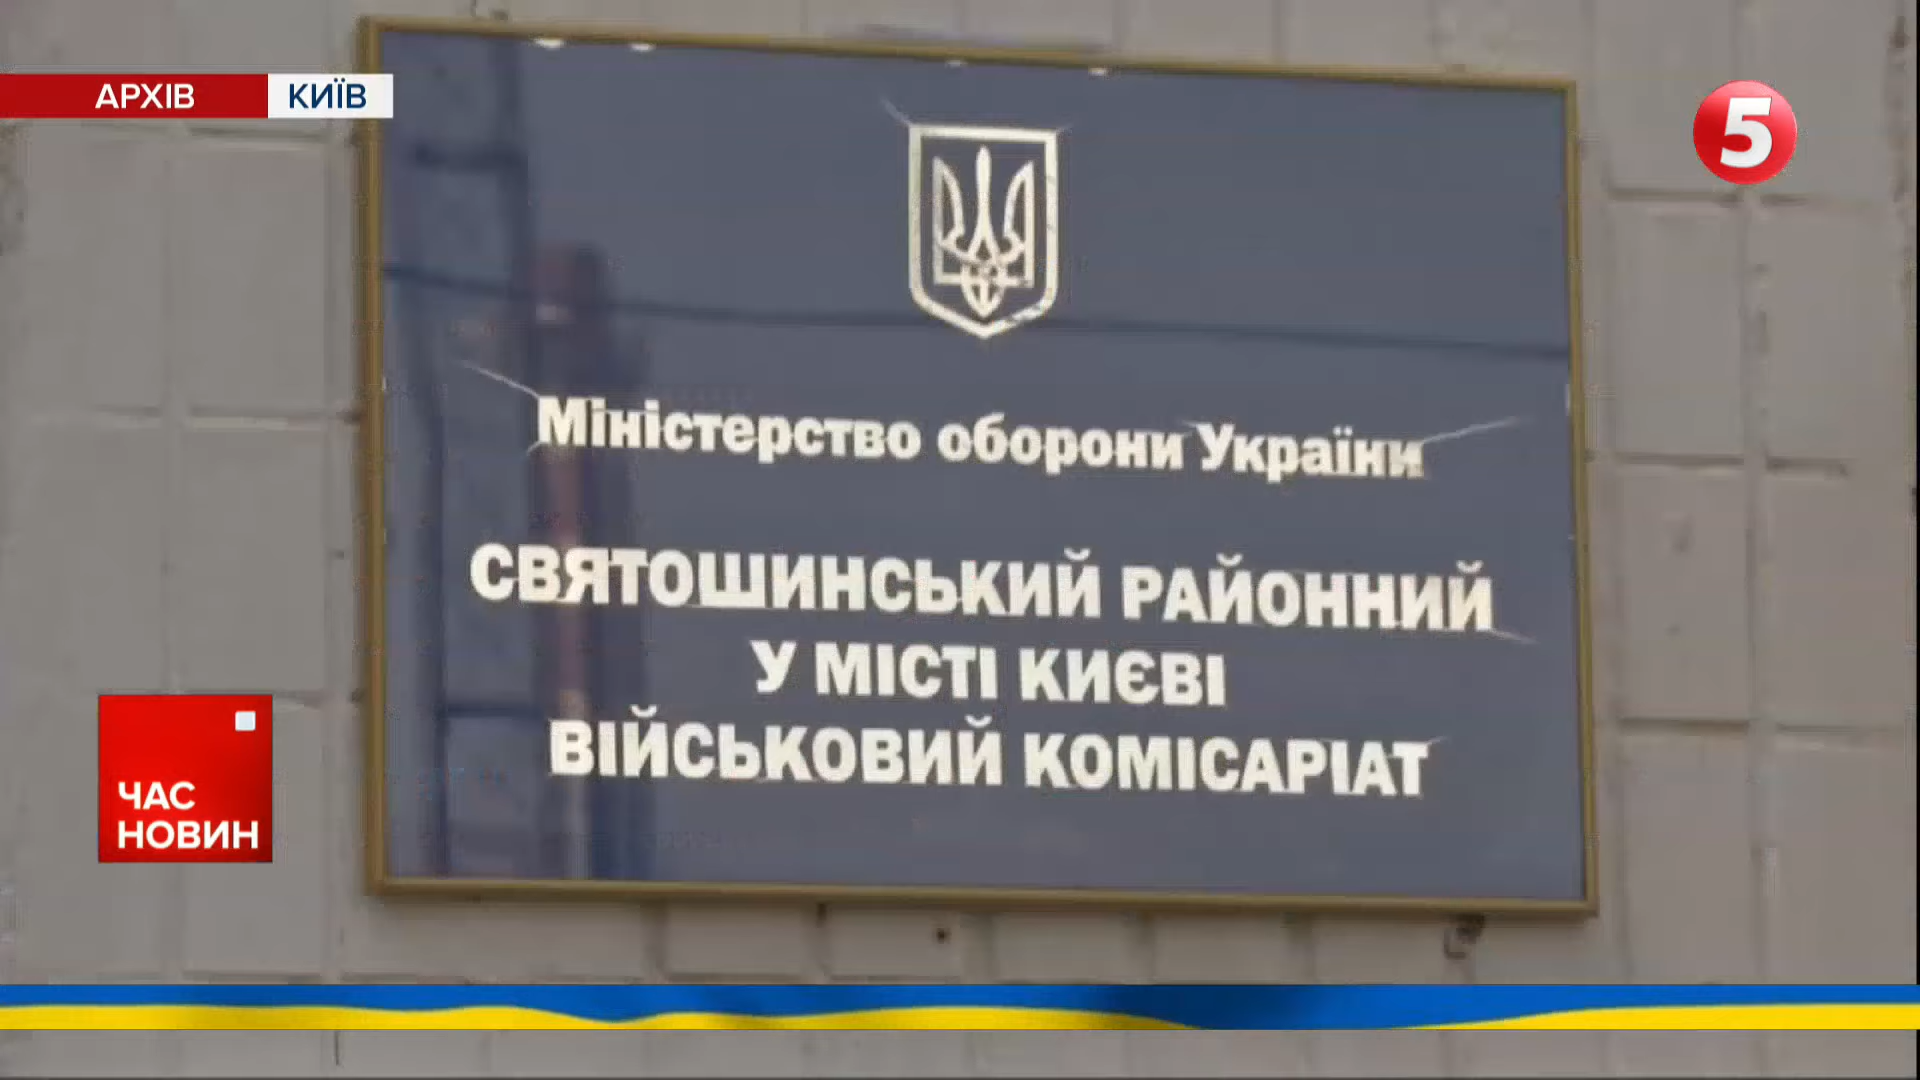 АРХІВ КИЇВ
5
Міністерство оборони України
СВЯТОШИНСЬКИЙ РАЙОННИЙ
У МІСТІ КИЄВІ
ВІЙСЬКОВИЙ КОМІСАРІАТ
ЧАС
НОВИН